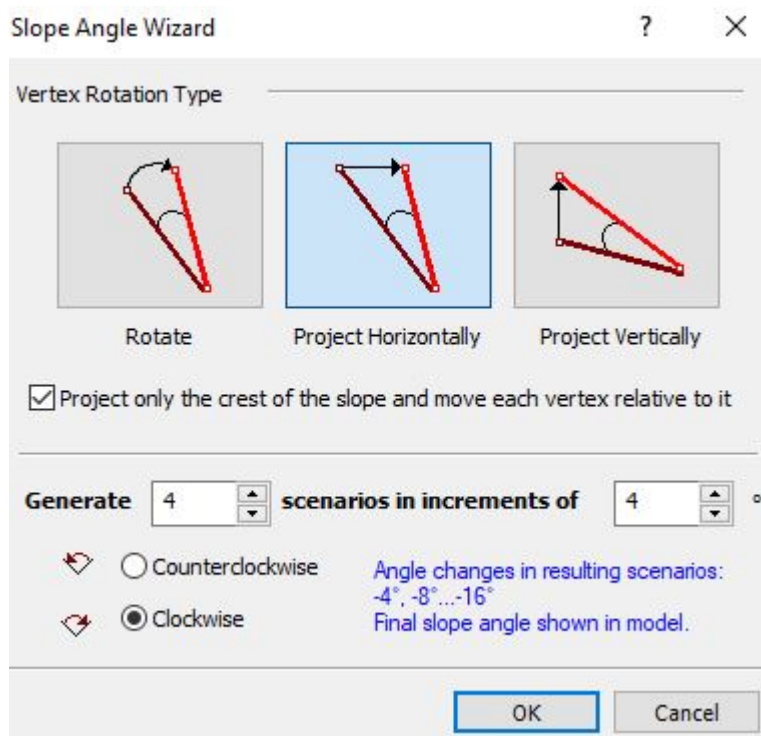 Slope Angle Wizard ? X
Vertex Rotation Type
Rotate Project Horizontally Project Vertically
Project only the crest of the slope and move each vertex relative to it
Generate 4 scenarios in increments of 4 °
Counterclockwise
Clockwise
Angle changes in resulting scenarios:
-4°, -8°...-16°
Final slope angle shown in model.
OK Cancel